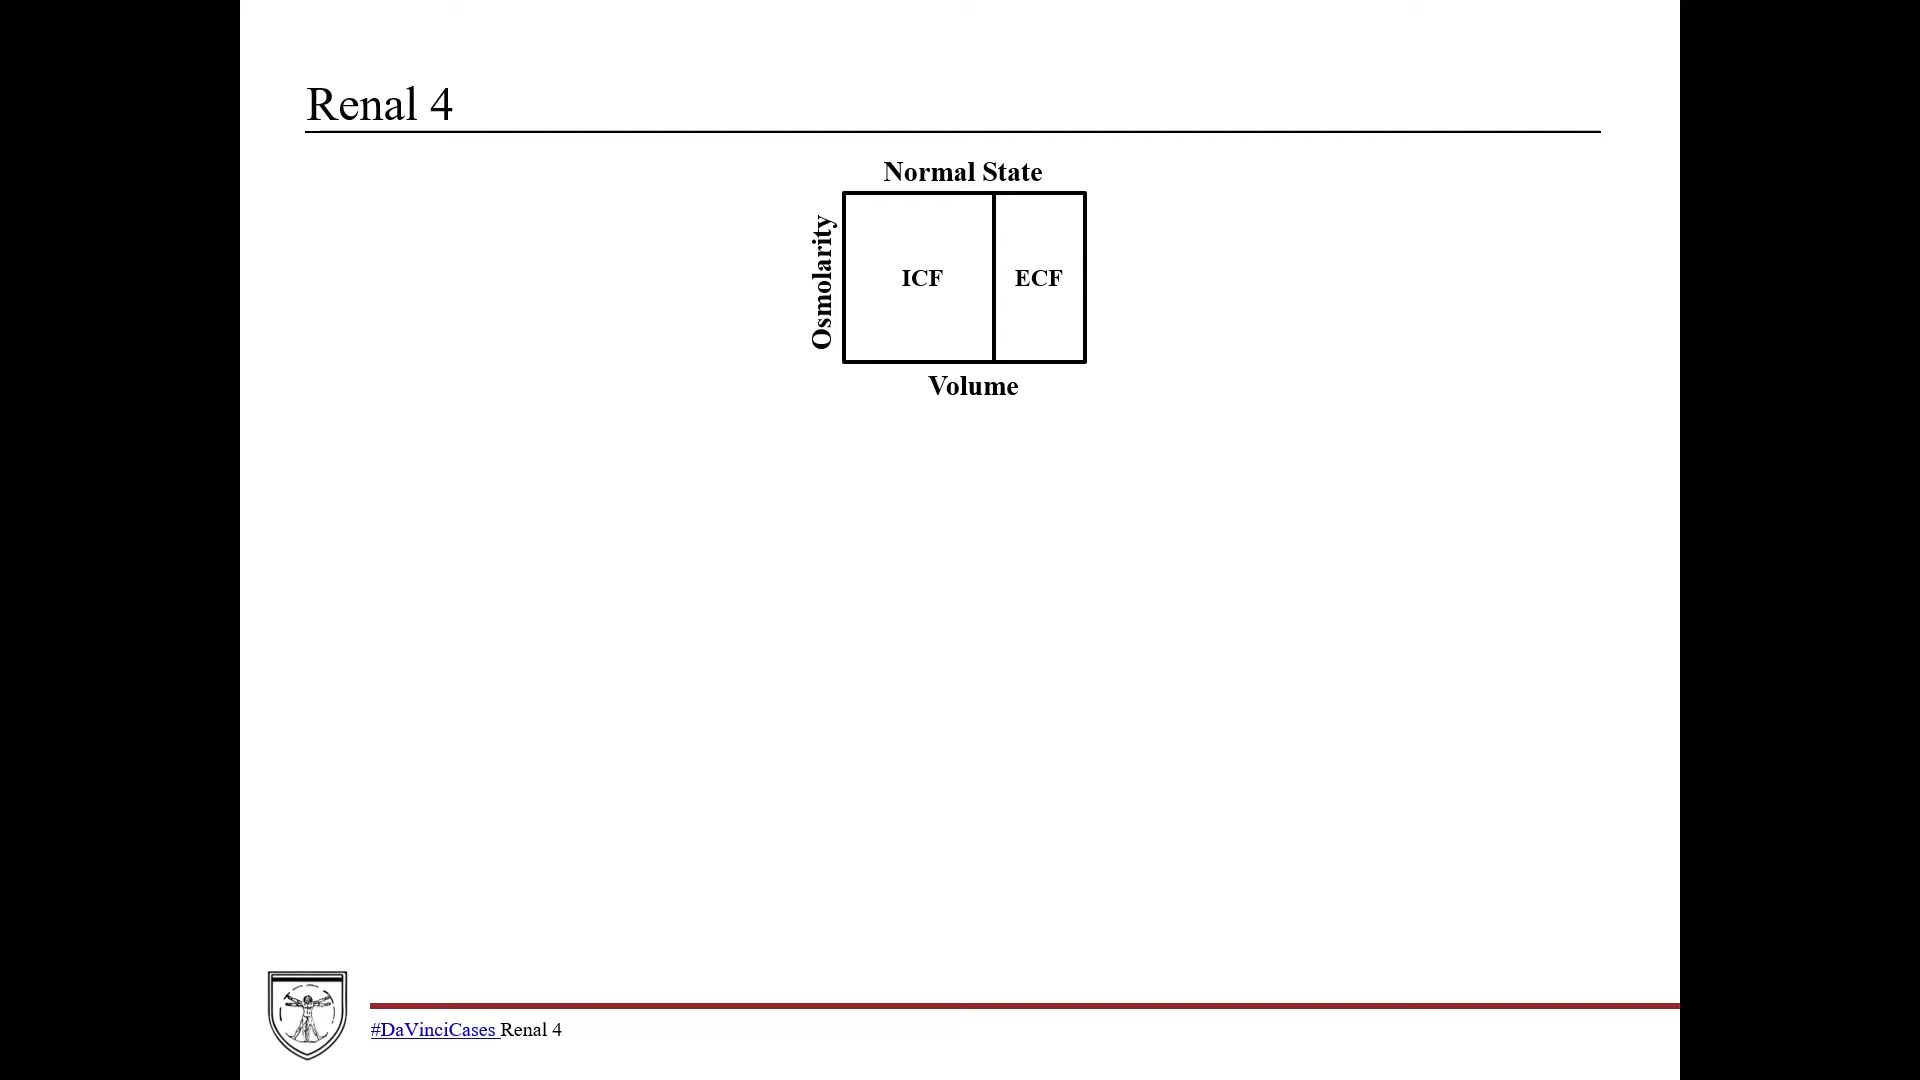 Renal 4
Normal State
Osmolarity
ICF
ECF
Volume
#DaVinciCases Renal 4